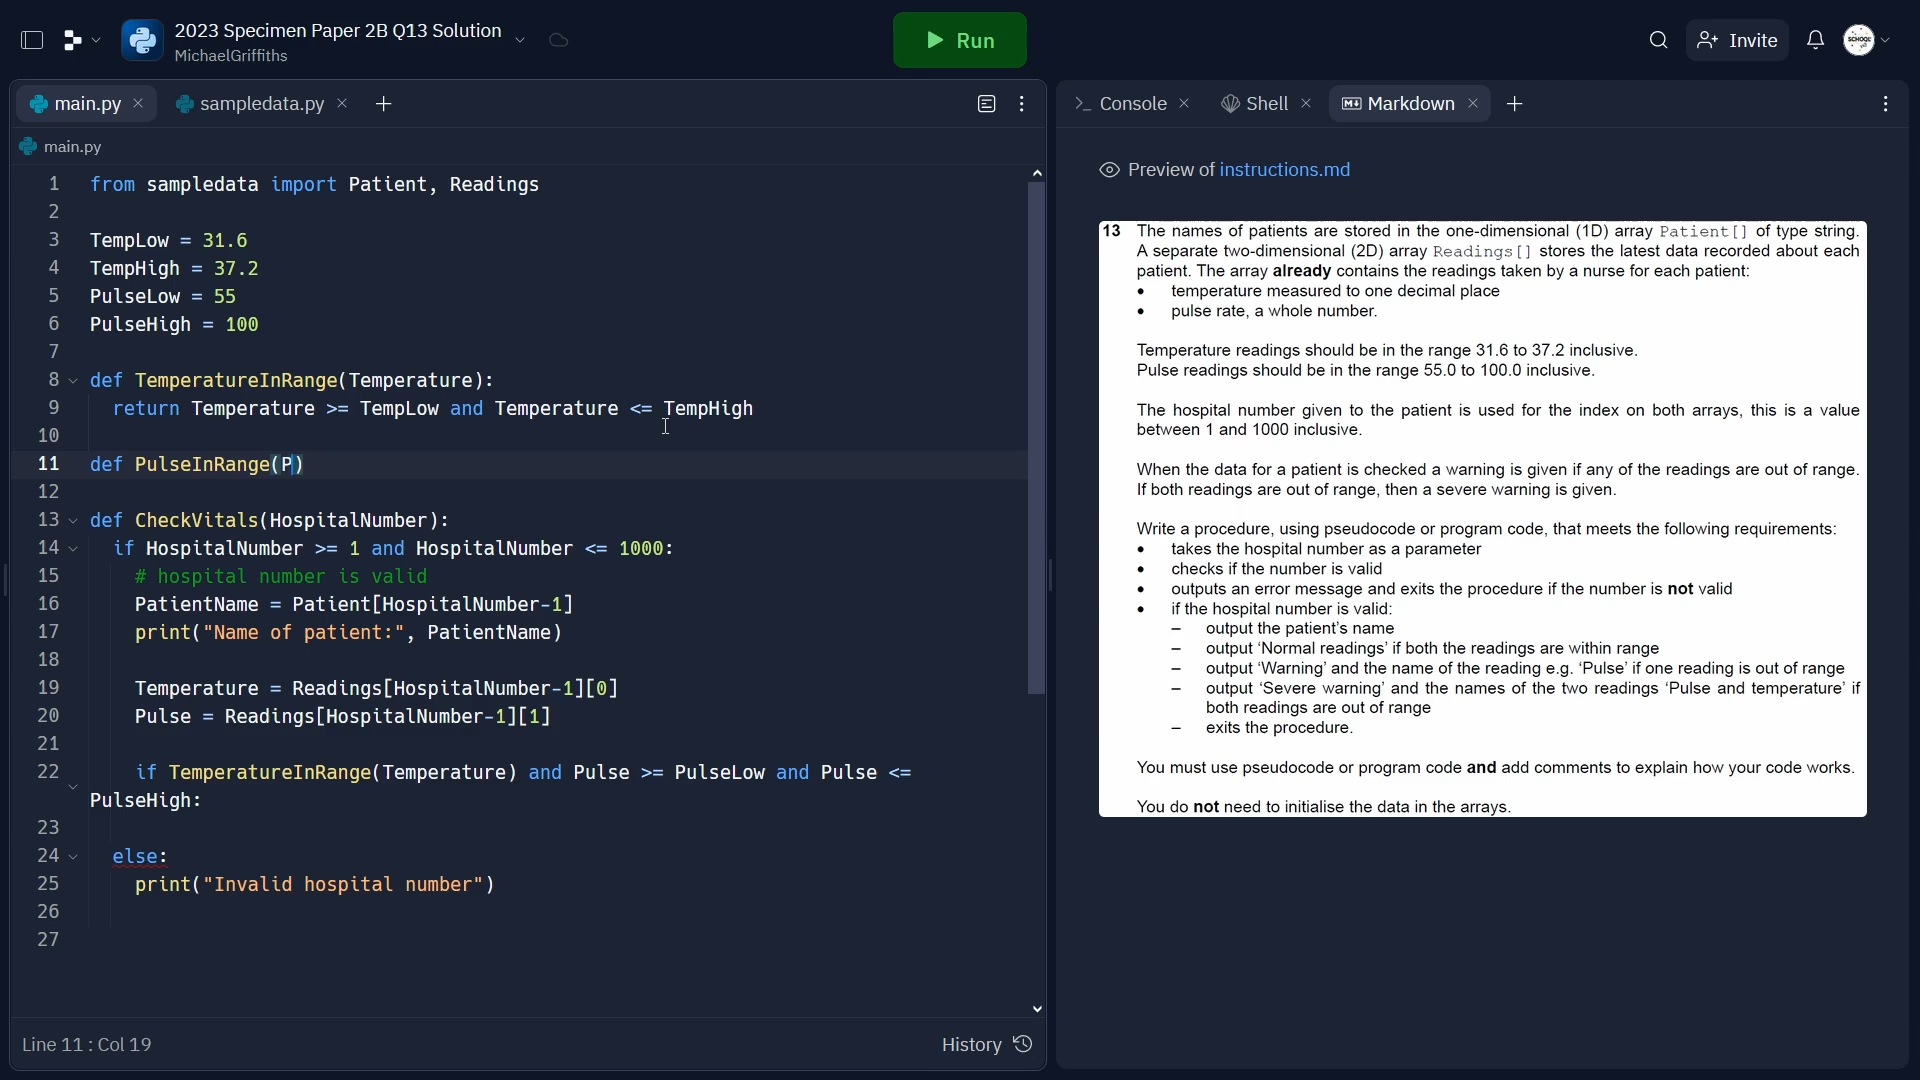 2023 Specimen Paper 2B Q13 Solution
MichaelGriffiths
Run
Invite
SCHOOL
main.py
sampledata.py
main.py
1 from sampledata import Patient, Readings
2
3 TempLow = 31.6
4 TempHigh = 37.2
5 PulseLow = 55
6 PulseHigh = 100
7
8 def TemperatureInRange(Temperature):
9 return Temperature >= TempLow and Temperature <= TempHigh
10
11 def PulseInRange(P)
12
13 def CheckVitals(HospitalNumber):
14 if HospitalNumber >= 1 and HospitalNumber <= 1000:
15 # hospital number is valid
16 PatientName = Patient[HospitalNumber-1]
17 print("Name of patient:", PatientName)
18
19 Temperature = Readings[HospitalNumber-1][0]
20 Pulse = Readings[HospitalNumber-1][1]
21
22 if TemperatureInRange(Temperature) and Pulse >= PulseLow and Pulse <=
PulseHigh:
23
24 else:
25 print("Invalid hospital number")
26
27
Line 11 : Col 19
History
Console
Shell
Markdown
Preview of instructions.md
13 The names of patients are stored in the one-dimensional (1D) array Patient[] of type string.
A separate two-dimensional (2D) array Readings[] stores the latest data recorded about each
patient. The array already contains the readings taken by a nurse for each patient:
• temperature measured to one decimal place
• pulse rate, a whole number.
Temperature readings should be in the range 31.6 to 37.2 inclusive.
Pulse readings should be in the range 55.0 to 100.0 inclusive.
The hospital number given to the patient is used for the index on both arrays, this is a value
between 1 and 1000 inclusive.
When the data for a patient is checked a warning is given if any of the readings are out of range.
If both readings are out of range, then a severe warning is given.
Write a procedure, using pseudocode or program code, that meets the following requirements:
• takes the hospital number as a parameter
• checks if the number is valid
• outputs an error message and exits the procedure if the number is not valid
• if the hospital number is valid:
– output the patient's name
– output 'Normal readings' if both the readings are within range
– output 'Warning' and the name of the reading e.g. 'Pulse' if one reading is out of range
– output 'Severe warning' and the names of the two readings 'Pulse and temperature' if
both readings are out of range
– exits the procedure.
You must use pseudocode or program code and add comments to explain how your code works.
You do not need to initialise the data in the arrays.